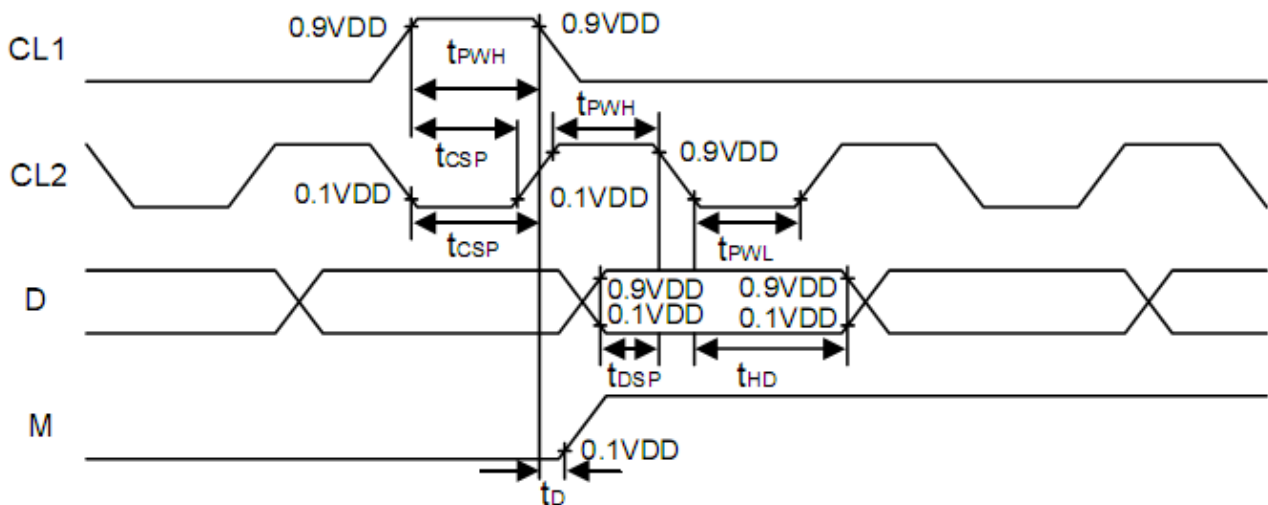 CL1
0.9VDD
0.9VDD
tPWH
tPWH
tCSP
CL2
0.9VDD
0.1VDD
0.1VDD
tCSP
tPWL
D
0.9VDD
0.9VDD
0.1VDD
0.1VDD
tDSP
tHD
M
0.1VDD
tD